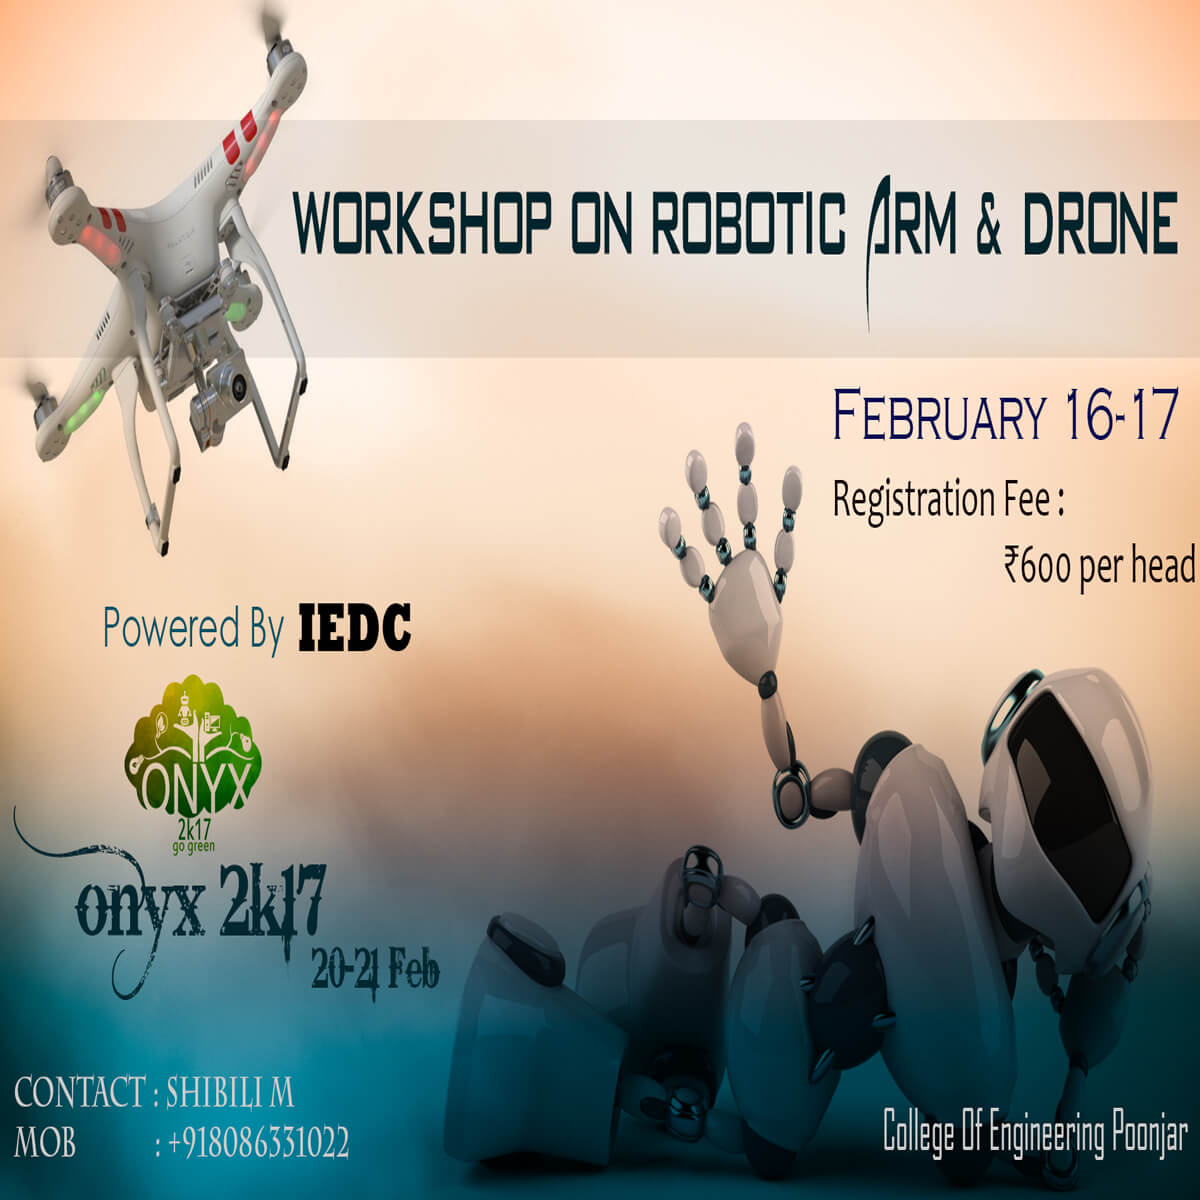 WORKSHOP ON ROBOTIC ARM & DRONE
FEBRUARY 16-17
Registration Fee :
₹600 per head
Powered By IEDC
ONYX
2k17
go green
onyx 2k17
20-21 Feb
CONTACT : SHIBILI M
MOB : +918086331022
College Of Engineering Poonjar